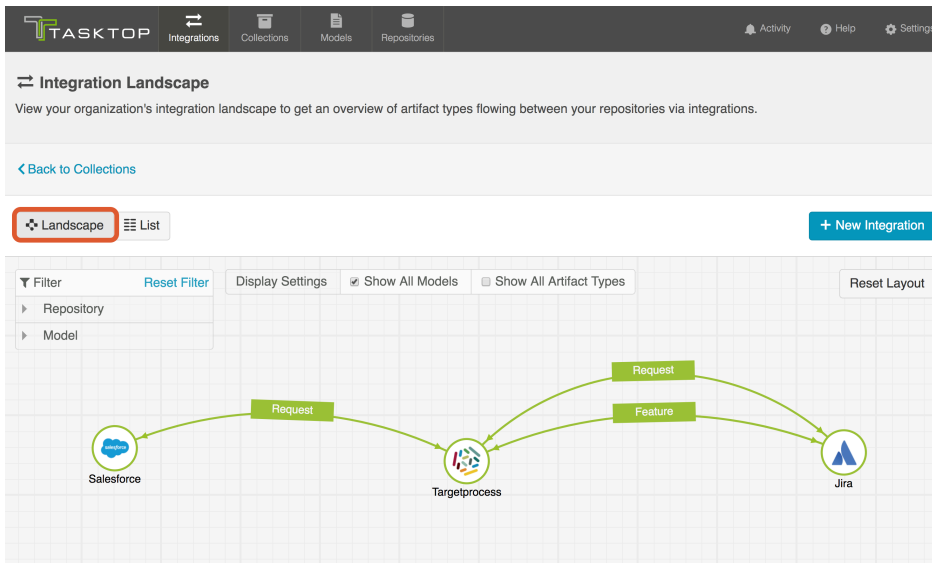 TASKTOP
Integrations
Collections
Models
Repositories
Activity
Help
Settings
Integration Landscape
View your organization's integration landscape to get an overview of artifact types flowing between your repositories via integrations.
Back to Collections
Landscape
List
+ New Integration
Filter
Reset Filter
Display Settings
Show All Models
Show All Artifact Types
Reset Layout
Repository
Model
Request
Request
Feature
salesforce
Salesforce
Targetprocess
Jira